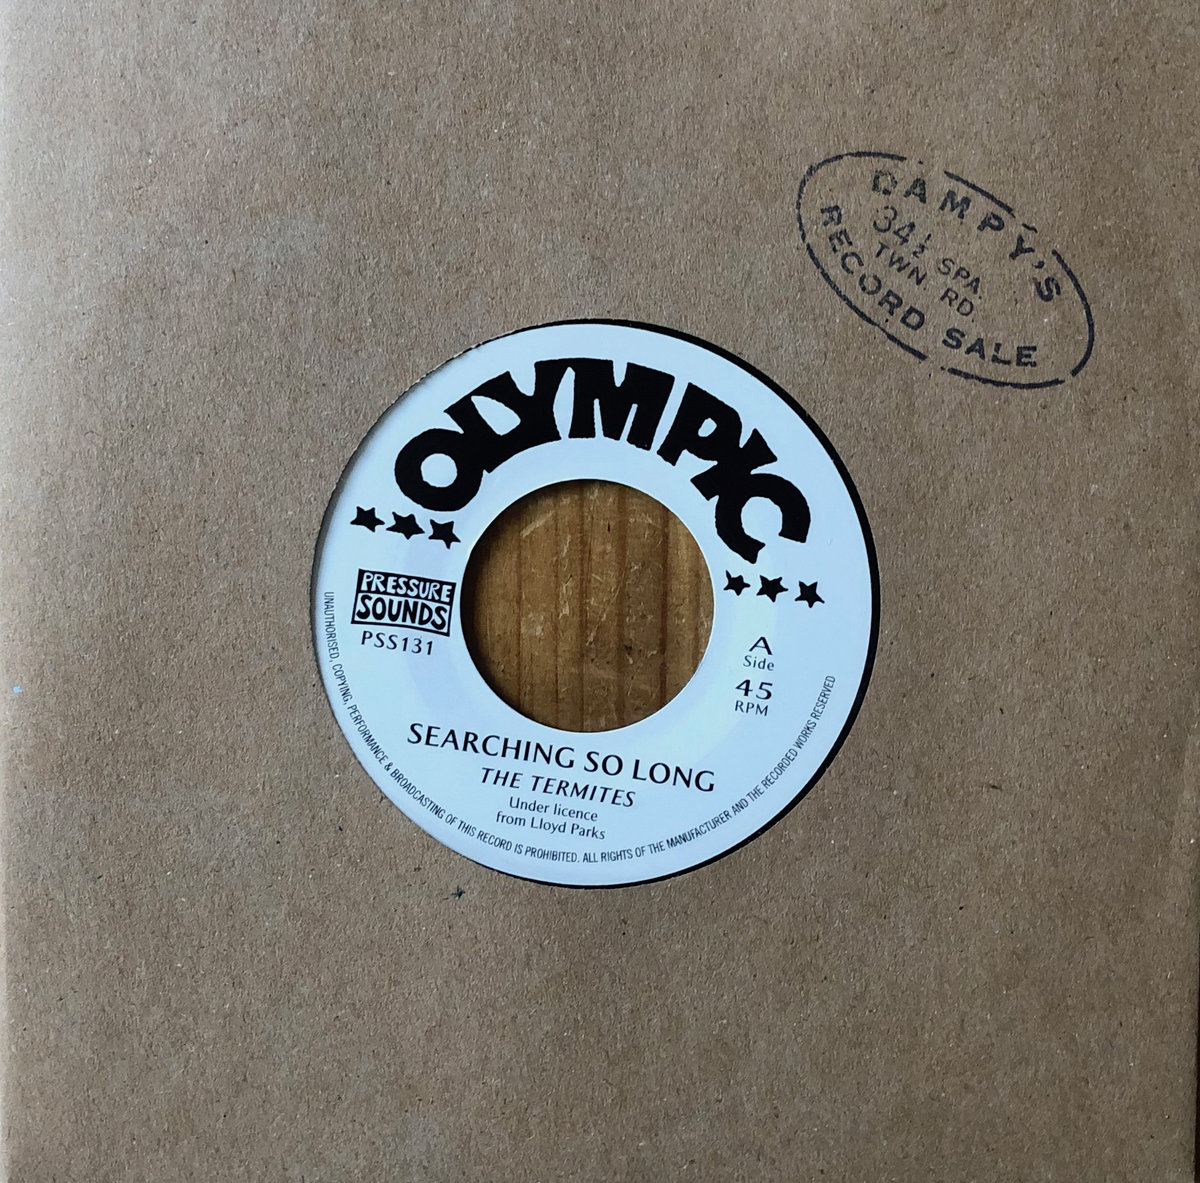 DAMPY'S
34½ SPA.
TWN. RD.
RECORD SALE
OLYMPIC
PRESSURE
SOUNDS
PSS131
A
Side
45
RPM
SEARCHING SO LONG
THE TERMITES
Under licence
from Lloyd Parks
UNAUTHORISED, COPYING, PERFORMANCE & BROADCASTING OF THIS RECORD IS PROHIBITED. ALL RIGHTS OF THE MANUFACTURER AND THE RECORDED WORKS RESERVED